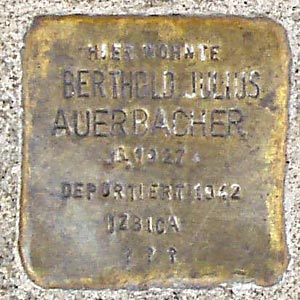 HIER WOHNTE
BERTHOLD JULIUS
AUERBACHER
JG. 1927
DEPORTIERT 1942
IZBICA
? ? ?